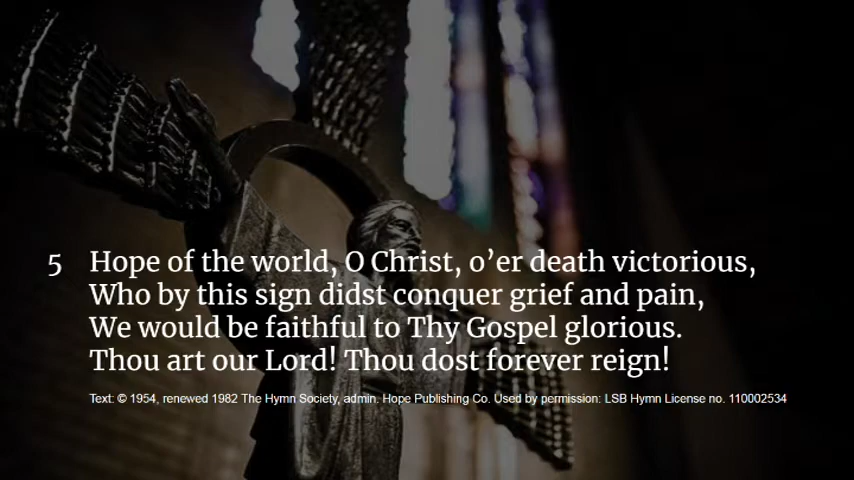 5 Hope of the world, O Christ, o’er death victorious,
Who by this sign didst conquer grief and pain,
We would be faithful to Thy Gospel glorious.
Thou art our Lord! Thou dost forever reign!
Text: © 1954, renewed 1982 The Hymn Society, admin. Hope Publishing Co. Used by permission: LSB Hymn License no. 110002534